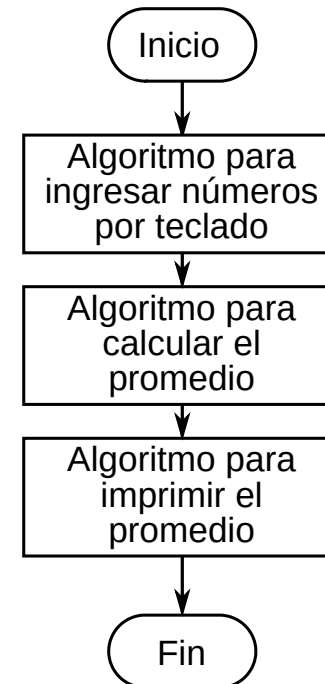 Inicio
Algoritmo para
ingresar números
por teclado
Algoritmo para
calcular el
promedio
Algoritmo para
imprimir el
promedio
Fin